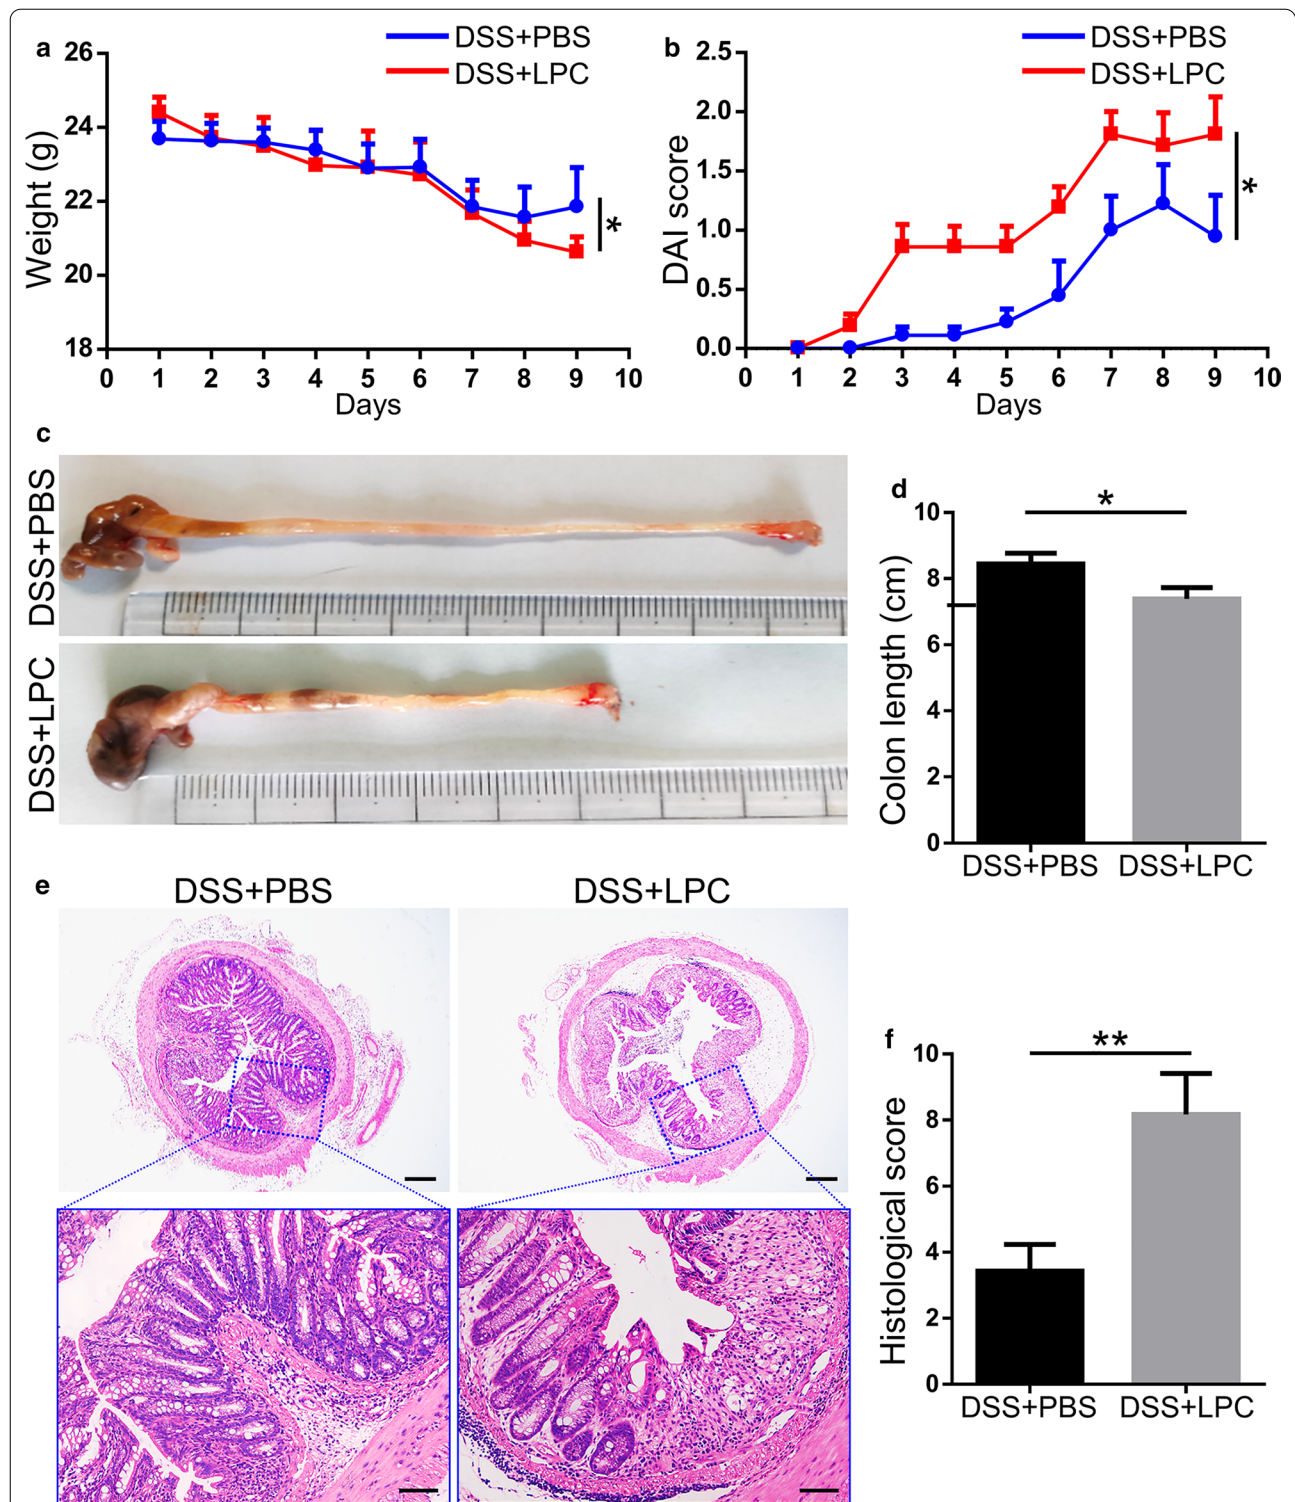 a
DSS+PBS
DSS+LPC
Weight (g)
26
24
22
20
18
0 1 2 3 4 5 6 7 8 9 10
Days
*
b
DSS+PBS
DSS+LPC
DAI score
2.5
2.0
1.5
1.0
0.5
0.0
0 1 2 3 4 5 6 7 8 9 10
Days
*
c
DSS+PBS
DSS+LPC
d
Colon length (cm)
10
8
6
4
2
0
*
DSS+PBS DSS+LPC
e
DSS+PBS DSS+LPC
f
Histological score
10
8
6
4
2
0
**
DSS+PBS DSS+LPC